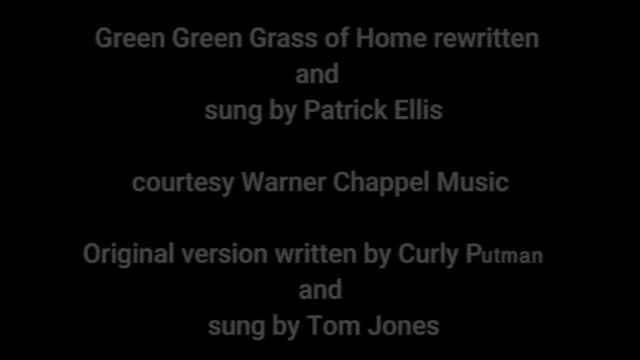 Green Green Grass of Home rewritten
and
sung by Patrick Ellis
courtesy Warner Chappel Music
Original version written by Curly Putman
and
sung by Tom Jones